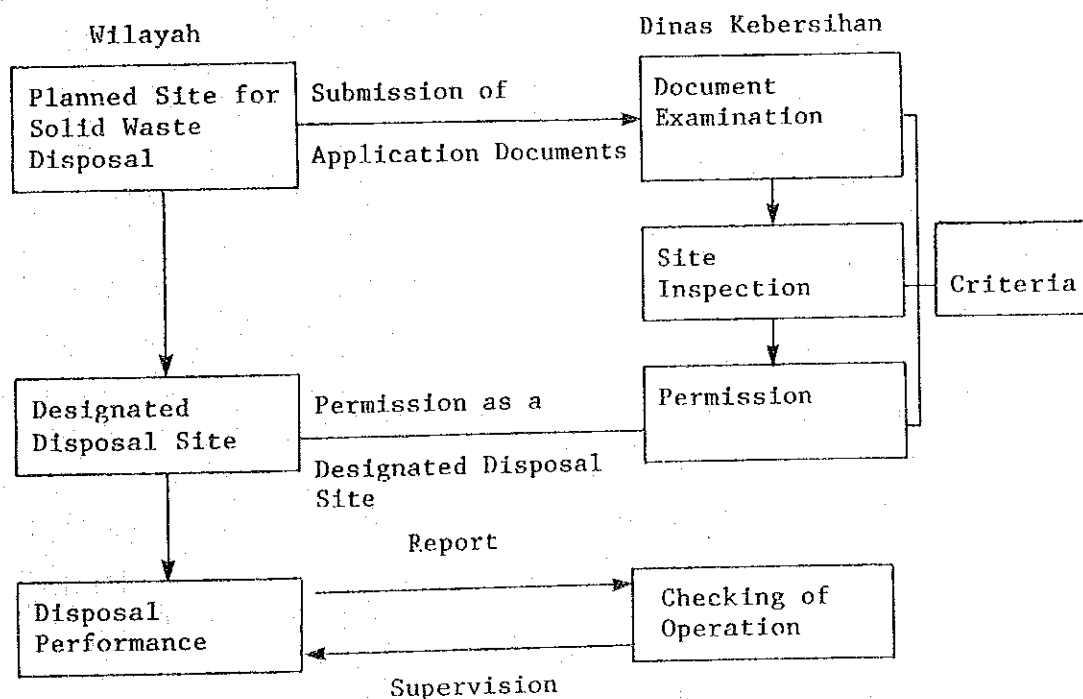 Wilayah
Dinas Kebersihan
Planned Site for
Solid Waste
Disposal
Submission of
Application Documents
Document
Examination
Site
Inspection
Criteria
Designated
Disposal Site
Permission as a
Designated Disposal
Site
Permission
Report
Disposal
Performance
Checking of
Operation
Supervision